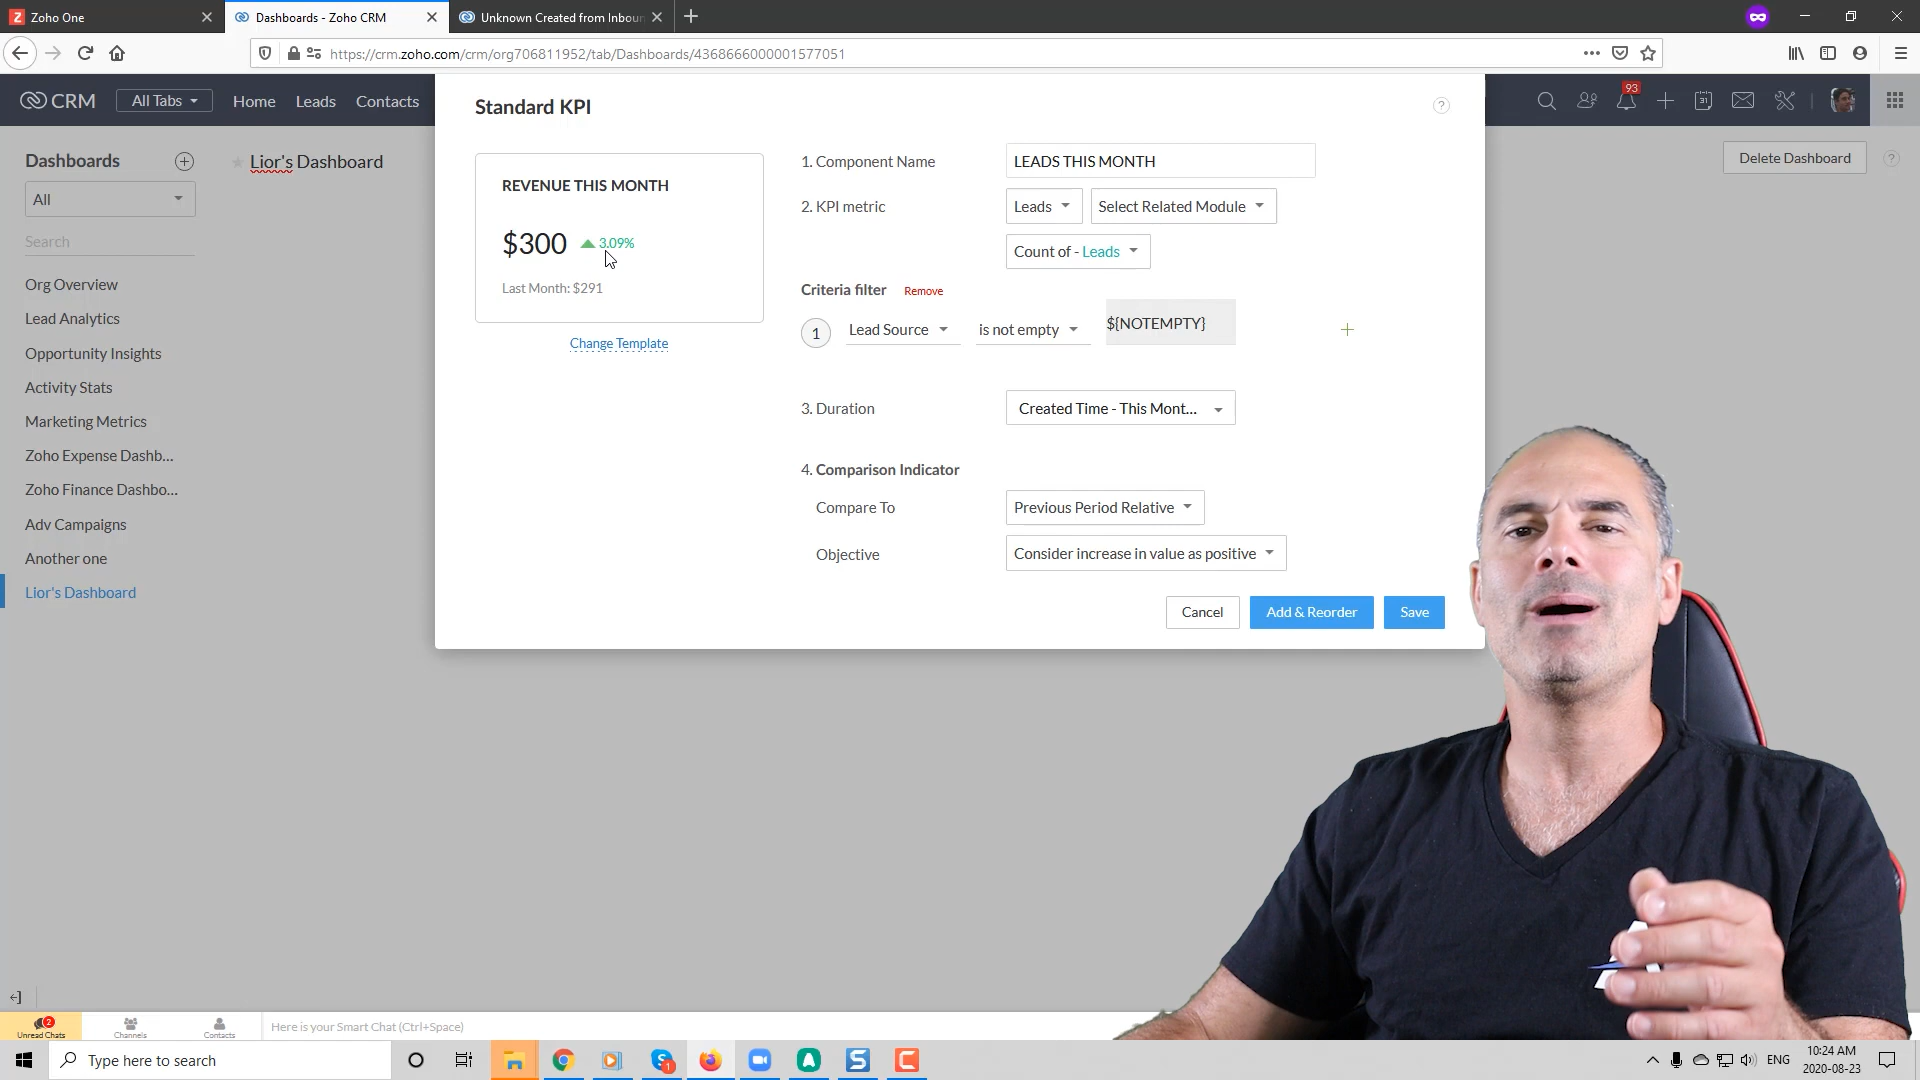 Zoho One
Dashboards - Zoho CRM
Unknown Created from Inboun
https://crm.zoho.com/crm/org706811952/tab/Dashboards/4368666000001577051
CRM
All Tabs
Home
Leads
Contacts
93
31
Dashboards
All
Search
Org Overview
Lead Analytics
Opportunity Insights
Activity Stats
Marketing Metrics
Zoho Expense Dashb...
Zoho Finance Dashbo...
Adv Campaigns
Another one
Lior's Dashboard
Lior's Dashboard
Delete Dashboard
?
Standard KPI
?
REVENUE THIS MONTH
$300 3.09%
Last Month: $291
Change Template
1. Component Name
LEADS THIS MONTH
2. KPI metric
Leads
Select Related Module
Count of - Leads
Criteria filter Remove
1 Lead Source is not empty ${NOTEMPTY}
3. Duration
Created Time - This Mont...
4. Comparison Indicator
Compare To
Previous Period Relative
Objective
Consider increase in value as positive
Cancel
Add & Reorder
Save
2
Unread Chats
Channels
Contacts
Here is your Smart Chat (Ctrl+Space)
Type here to search
1
ENG
10:24 AM
2020-08-23